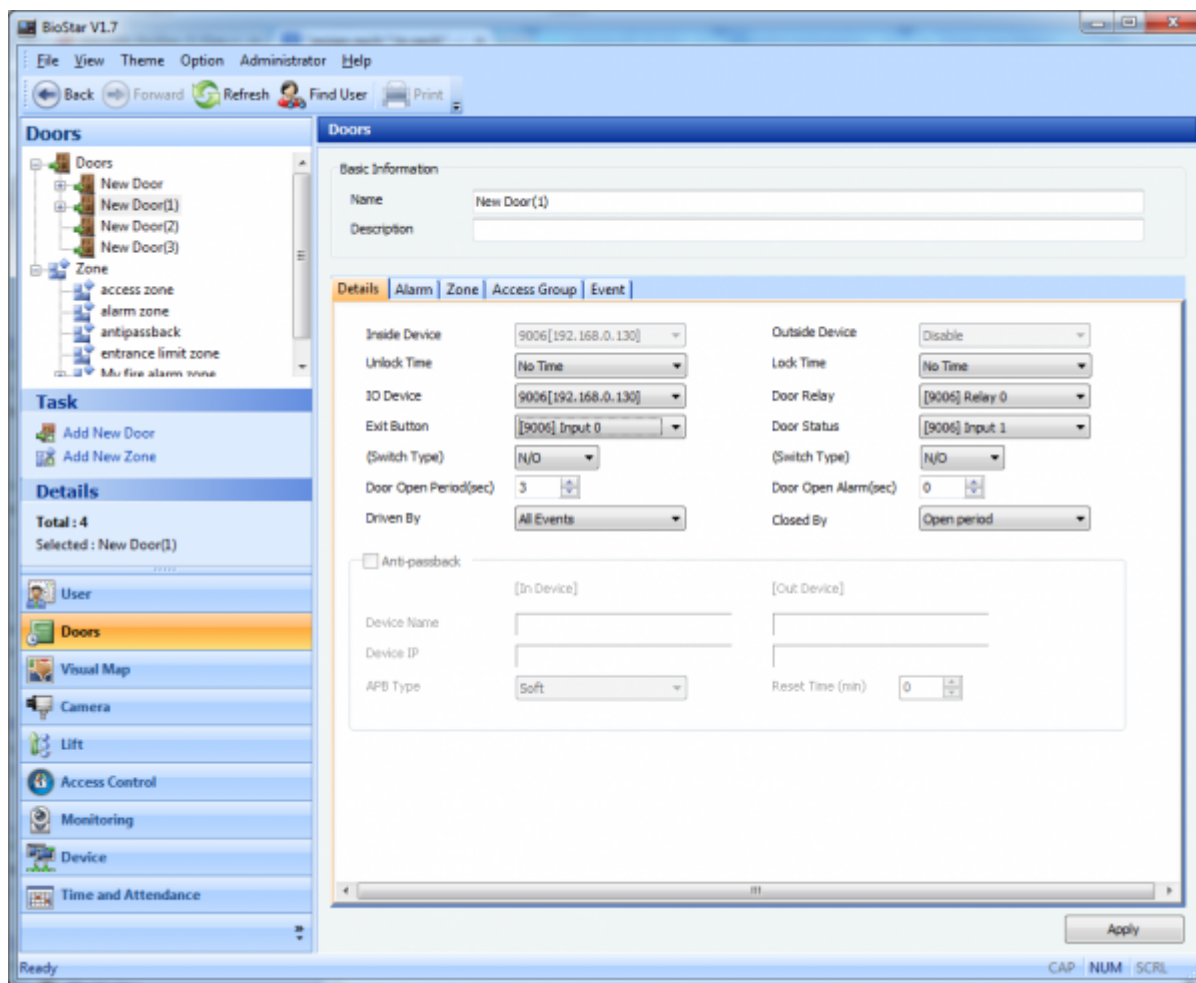 BioStar V1.7
File View Theme Option Administrator Help
Back Forward Refresh Find User Print
Doors
Doors
New Door
New Door(1)
New Door(2)
New Door(3)
Zone
access zone
alarm zone
antipassback
entrance limit zone
My fire alarm zone
Task
Add New Door
Add New Zone
Details
Total : 4
Selected : New Door(1)
User
Doors
Visual Map
Camera
Lift
Access Control
Monitoring
Device
Time and Attendance
Doors
Basic Information
Name New Door(1)
Description
Details Alarm Zone Access Group Event
Inside Device 9006[192.168.0.130] Outside Device Disable
Unlock Time No Time Lock Time No Time
IO Device 9006[192.168.0.130] Door Relay [9006] Relay 0
Exit Button [9006] Input 0 Door Status [9006] Input 1
(Switch Type) N/O (Switch Type) N/O
Door Open Period(sec) 3 Door Open Alarm(sec) 0
Driven By All Events Closed By Open period
Anti-passback
[In Device] [Out Device]
Device Name
Device IP
APB Type Soft Reset Time (min) 0
Apply
Ready CAP NUM SCRL